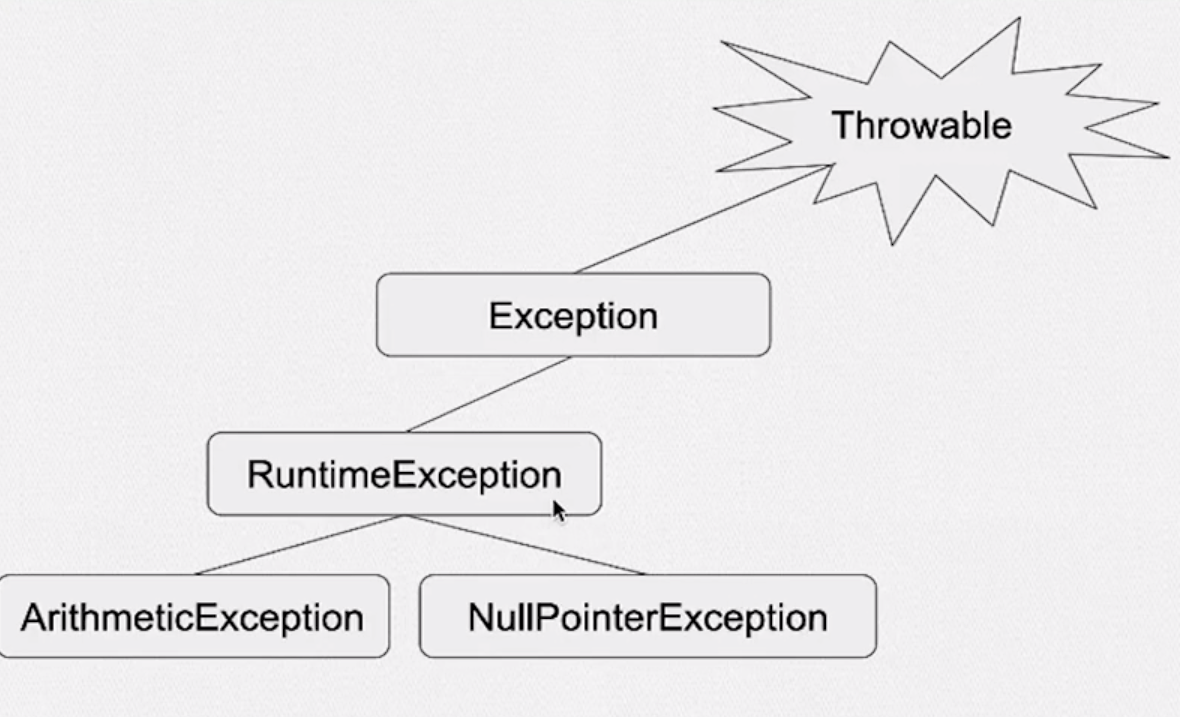 Throwable
Exception
RuntimeException
ArithmeticException
NullPointerException